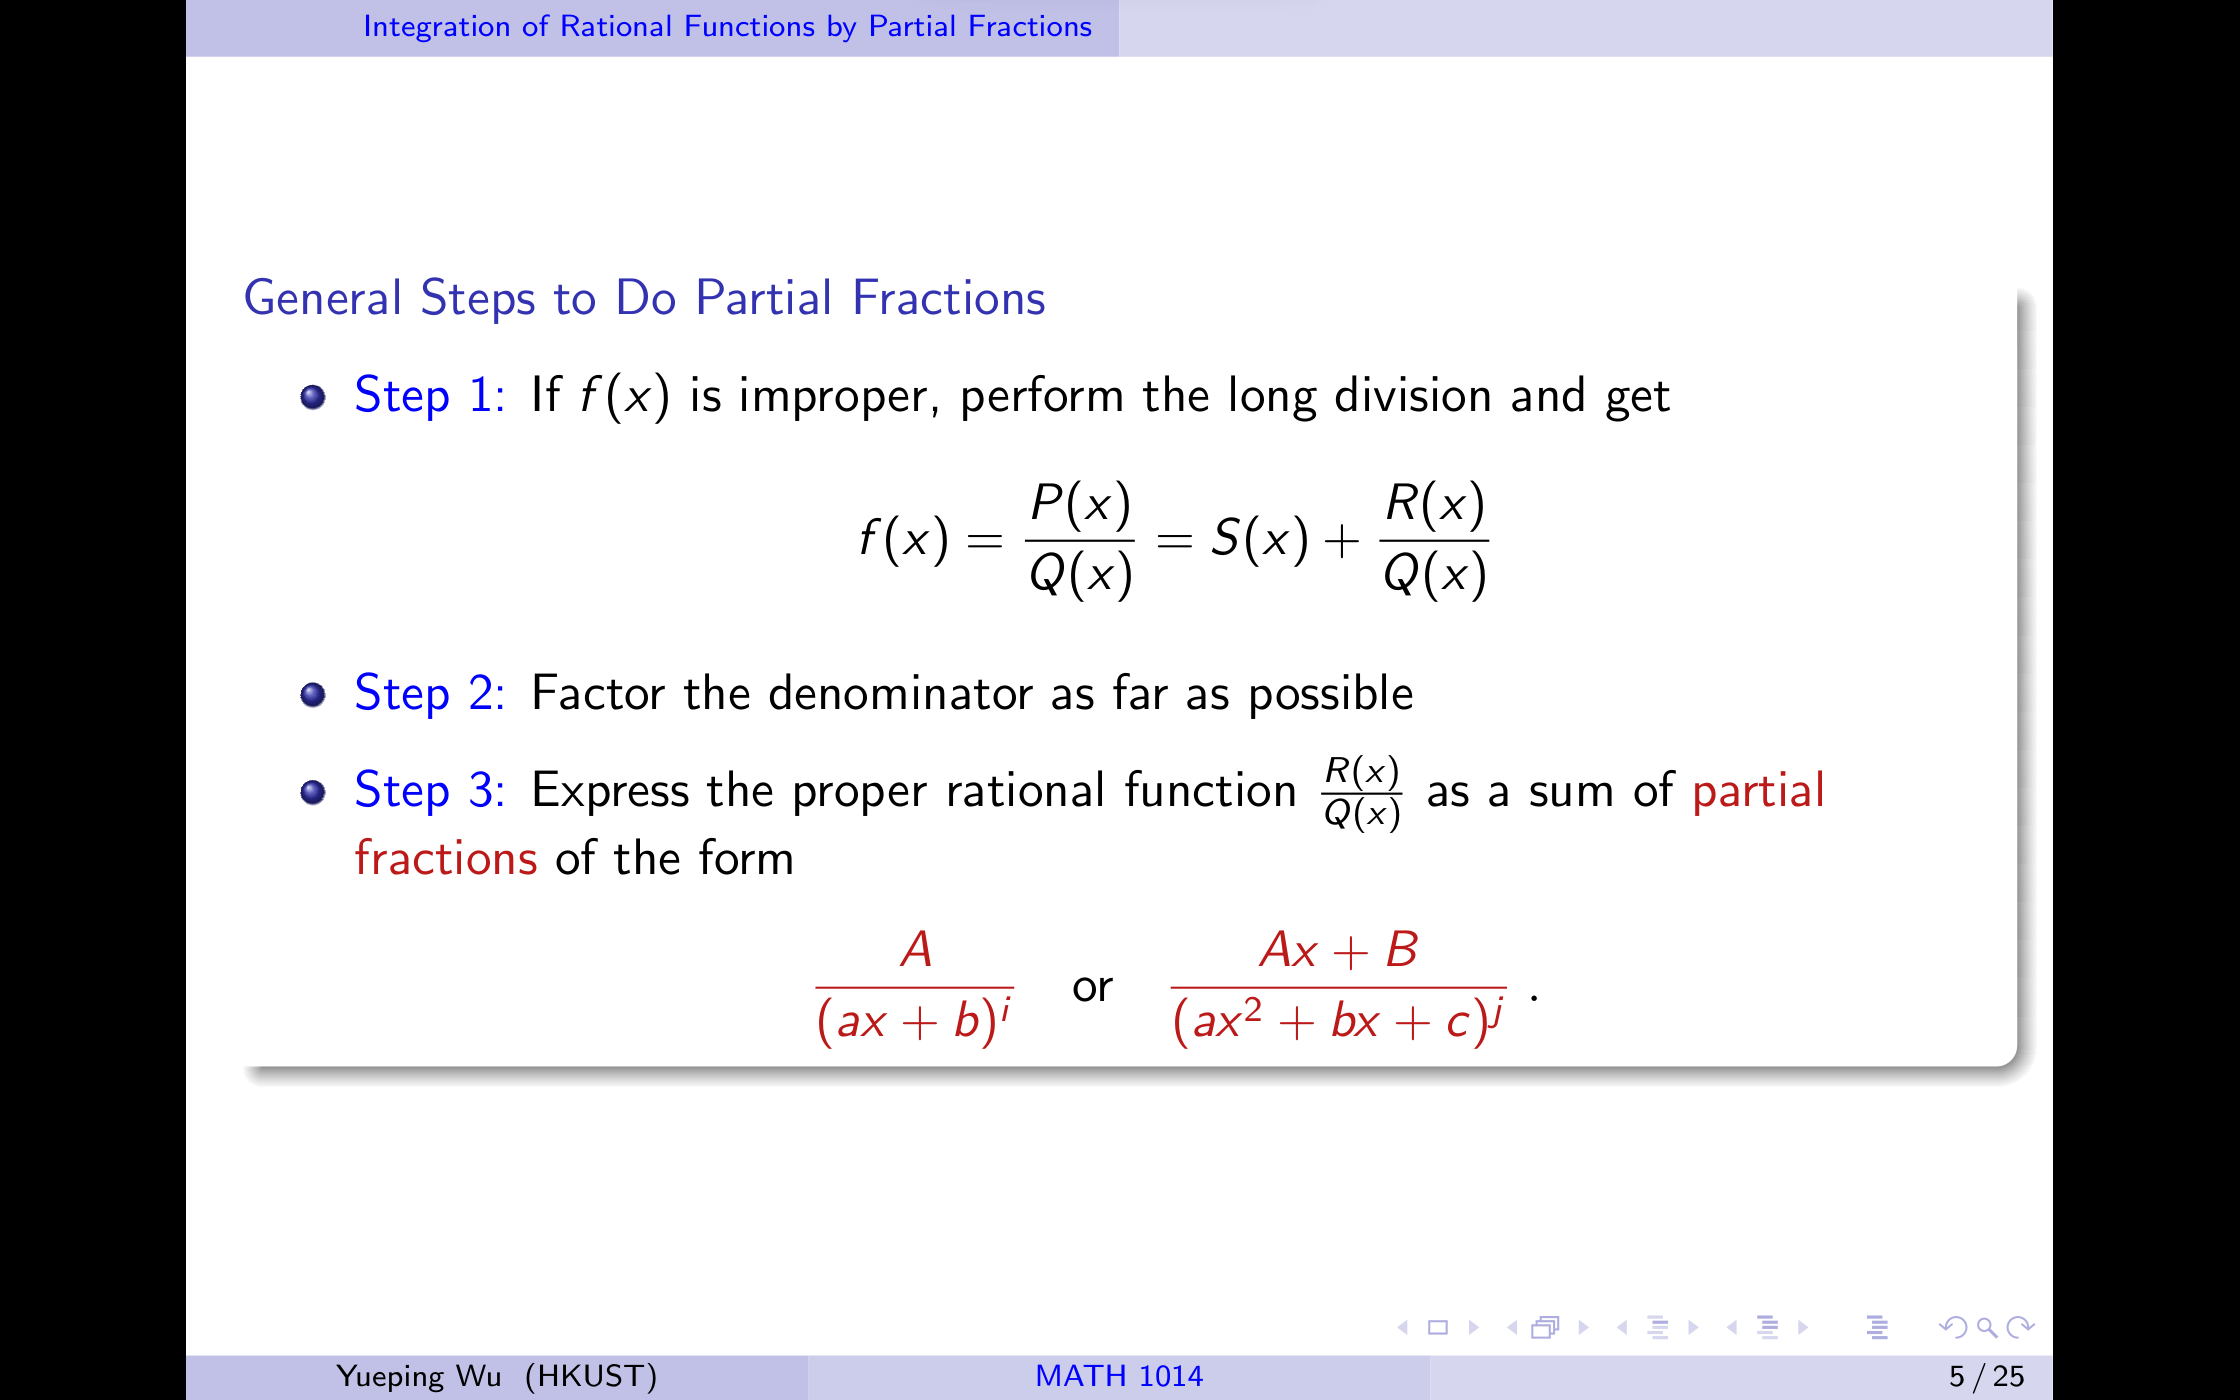 Integration of Rational Functions by Partial Fractions
General Steps to Do Partial Fractions
Step 1: If f(x) is improper, perform the long division and get
f(x) = P(x)/Q(x) = S(x) + R(x)/Q(x)
Step 2: Factor the denominator as far as possible
Step 3: Express the proper rational function R(x)/Q(x) as a sum of partial
fractions of the form
A/(ax + b)^i or (Ax + B)/(ax² + bx + c)^j .
Yueping Wu (HKUST) MATH 1014 5 / 25